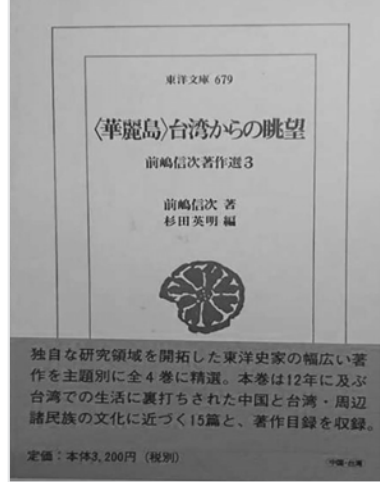 東洋文庫 679
〈華麗島〉台湾からの眺望
前嶋信次著作選3
前嶋信次 著
杉田英明 編
独自な研究領域を開拓した東洋史家の幅広い著
作を主題別に全4巻に精選。本巻は12年に及ぶ
台湾での生活に裏打ちされた中国と台湾・周辺
諸民族の文化に近づく15篇と、著作目録を収録。
定価：本体3,200円（税別）
中国・台湾